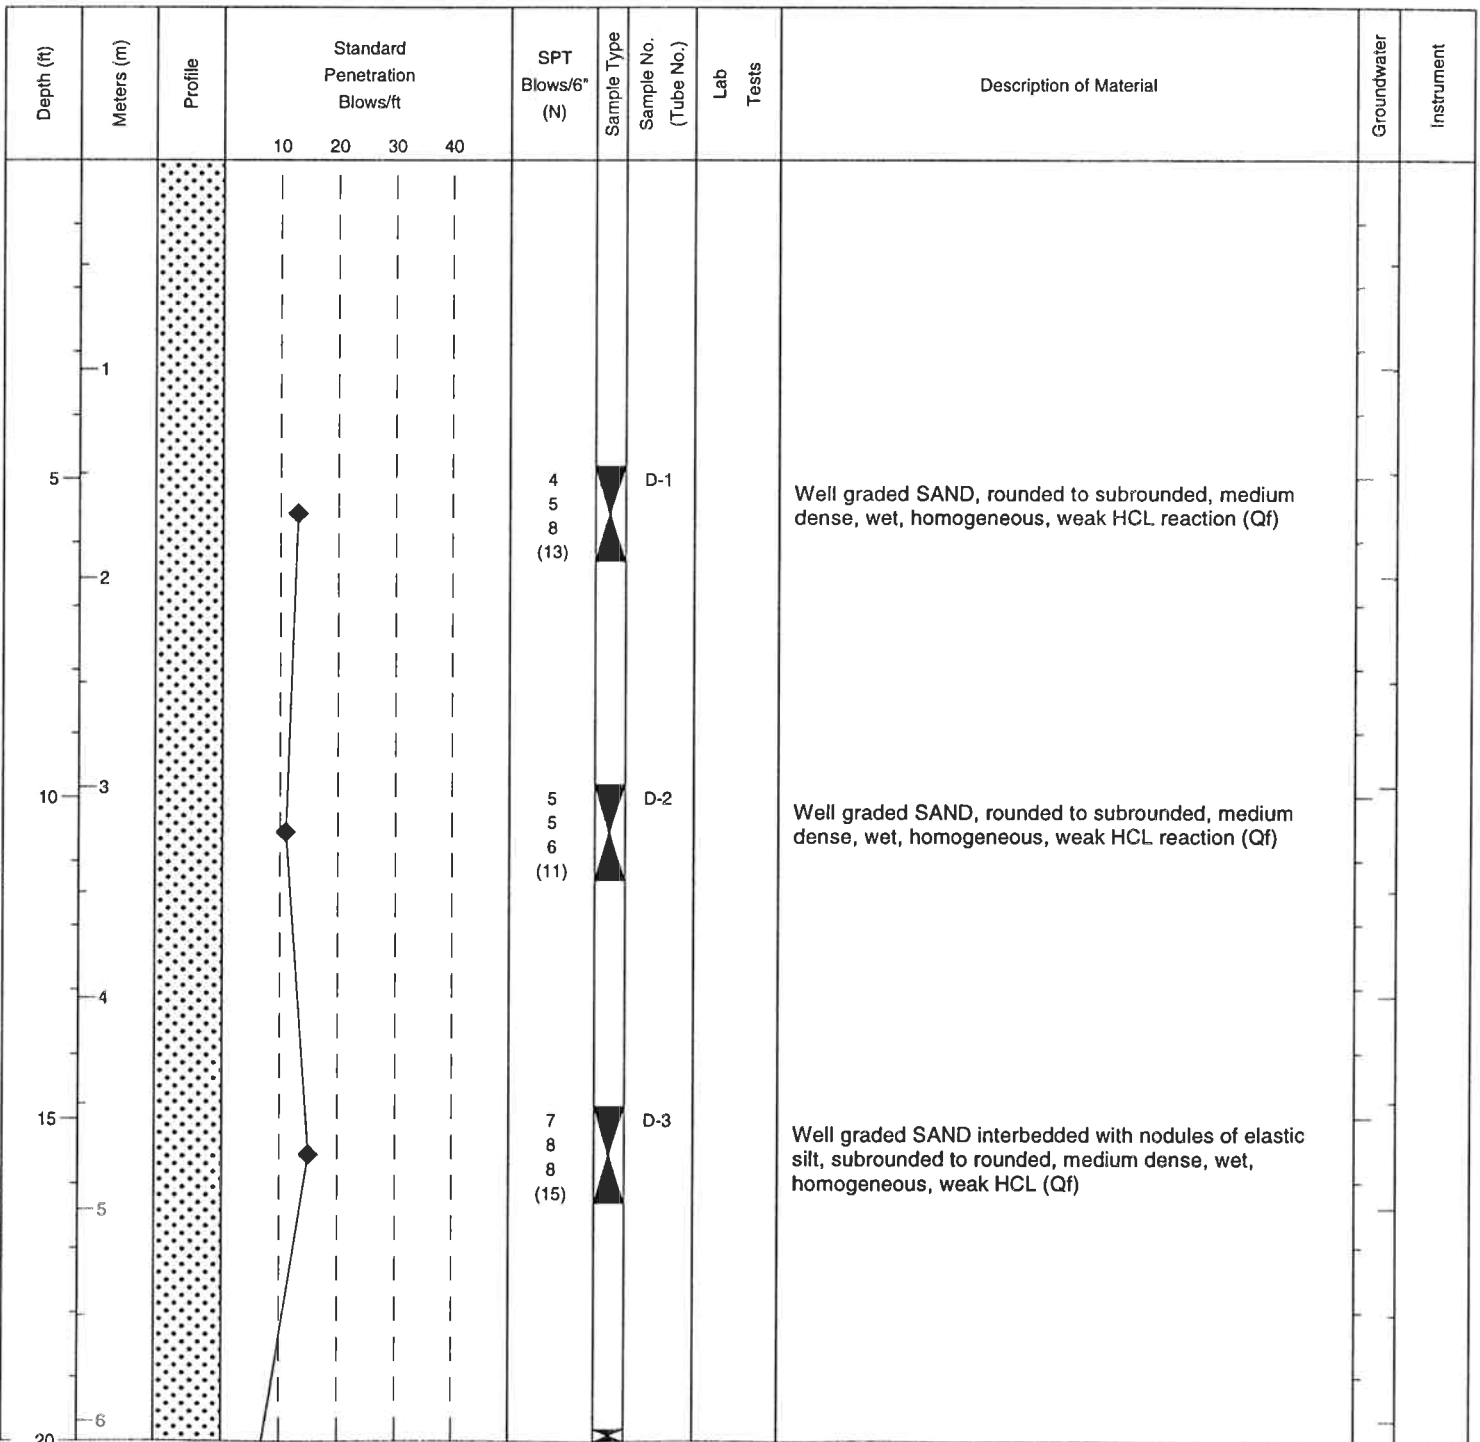 Depth (ft)
Meters (m)
Profile
Standard
Penetration
Blows/ft
10 20 30 40
SPT
Blows/6"
(N)
Sample Type
Sample No.
(Tube No.)
Lab
Tests
Description of Material
Groundwater
Instrument
1
5
4
5
8
(13)
D-1
Well graded SAND, rounded to subrounded, medium
dense, wet, homogeneous, weak HCL reaction (Qf)
2
3
10
5
5
6
(11)
D-2
Well graded SAND, rounded to subrounded, medium
dense, wet, homogeneous, weak HCL reaction (Qf)
4
15
7
8
8
(15)
D-3
Well graded SAND interbedded with nodules of elastic
silt, subrounded to rounded, medium dense, wet,
homogeneous, weak HCL (Qf)
5
6
20